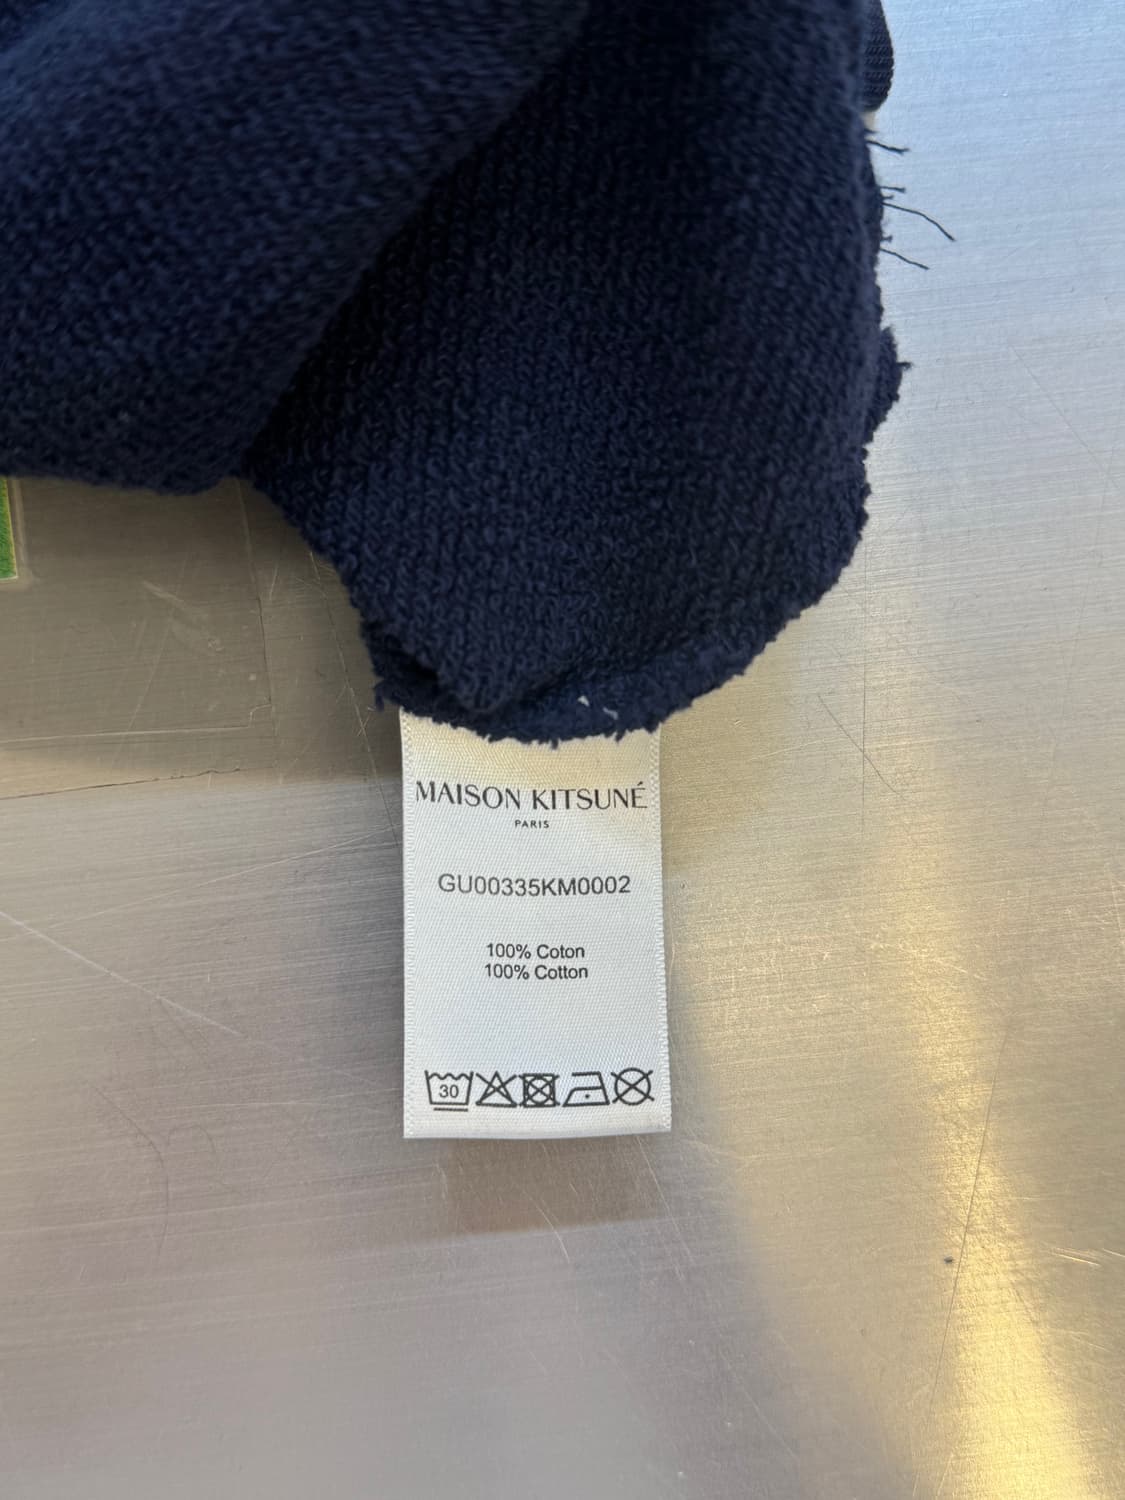 MAISON KITSUNÉ
PARIS
GU00335KM0002
100% Coton
100% Cotton
30